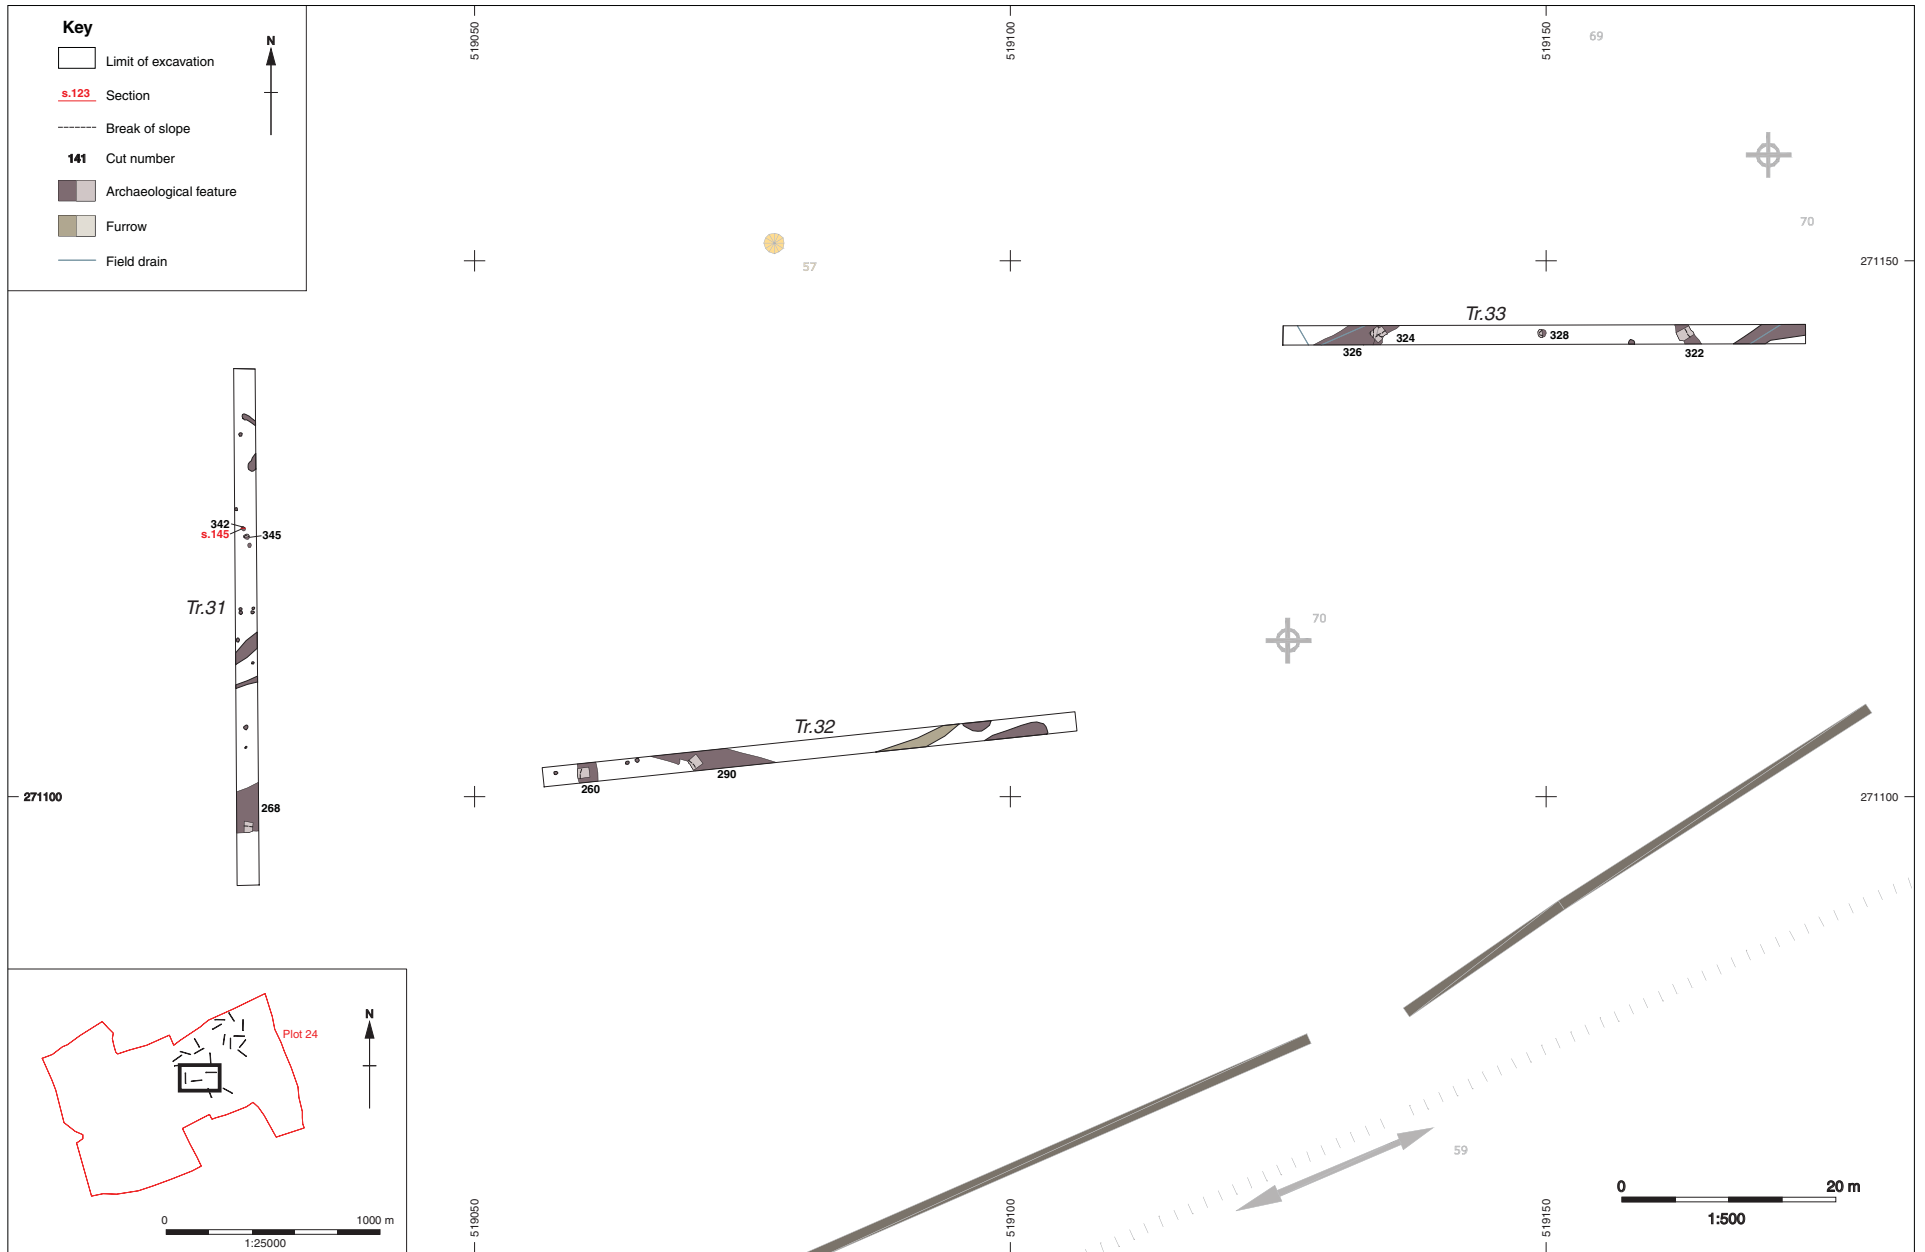 Key
N
Limit of excavation
s.123 Section
Break of slope
141 Cut number
Archaeological feature
Furrow
Field drain
519050
519100
519150
69
70
57
271150
Tr.33
324
328
326
322
342
s.145
345
Tr.31
70
Tr.32
290
260
268
271100
271100
N
Plot 24
0 1000 m
1:25000
59
0 20 m
1:500
519050
519100
519150